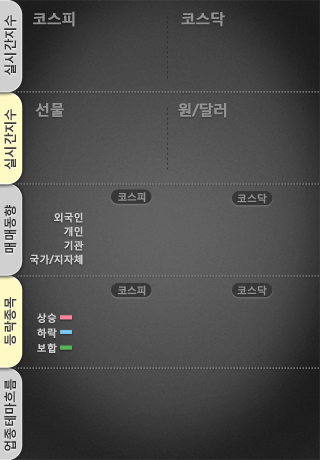 실시간지수
코스피
코스닥
실시간지수
선물
원/달러
매매동향
코스피
코스닥
외국인
개인
기관
국가/지자체
등락종목
코스피
코스닥
상승
하락
보합
업종테마흐름